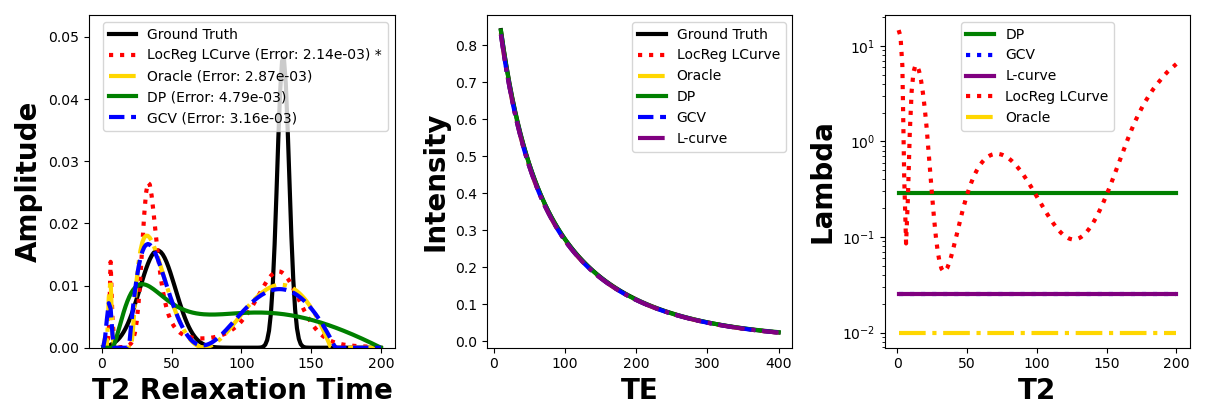 0.05
0.04
0.03
0.02
0.01
0.00
Amplitude
Ground Truth
LocReg LCurve (Error: 2.14e-03) *
Oracle (Error: 2.87e-03)
DP (Error: 4.79e-03)
GCV (Error: 3.16e-03)
0 50 100 150 200
T2 Relaxation Time
0.8
0.7
0.6
0.5
0.4
0.3
0.2
0.1
0.0
Intensity
Ground Truth
LocReg LCurve
Oracle
DP
GCV
L-curve
0 100 200 300 400
TE
10¹
10⁰
10⁻¹
10⁻²
Lambda
DP
GCV
L-curve
LocReg LCurve
Oracle
0 50 100 150 200
T2